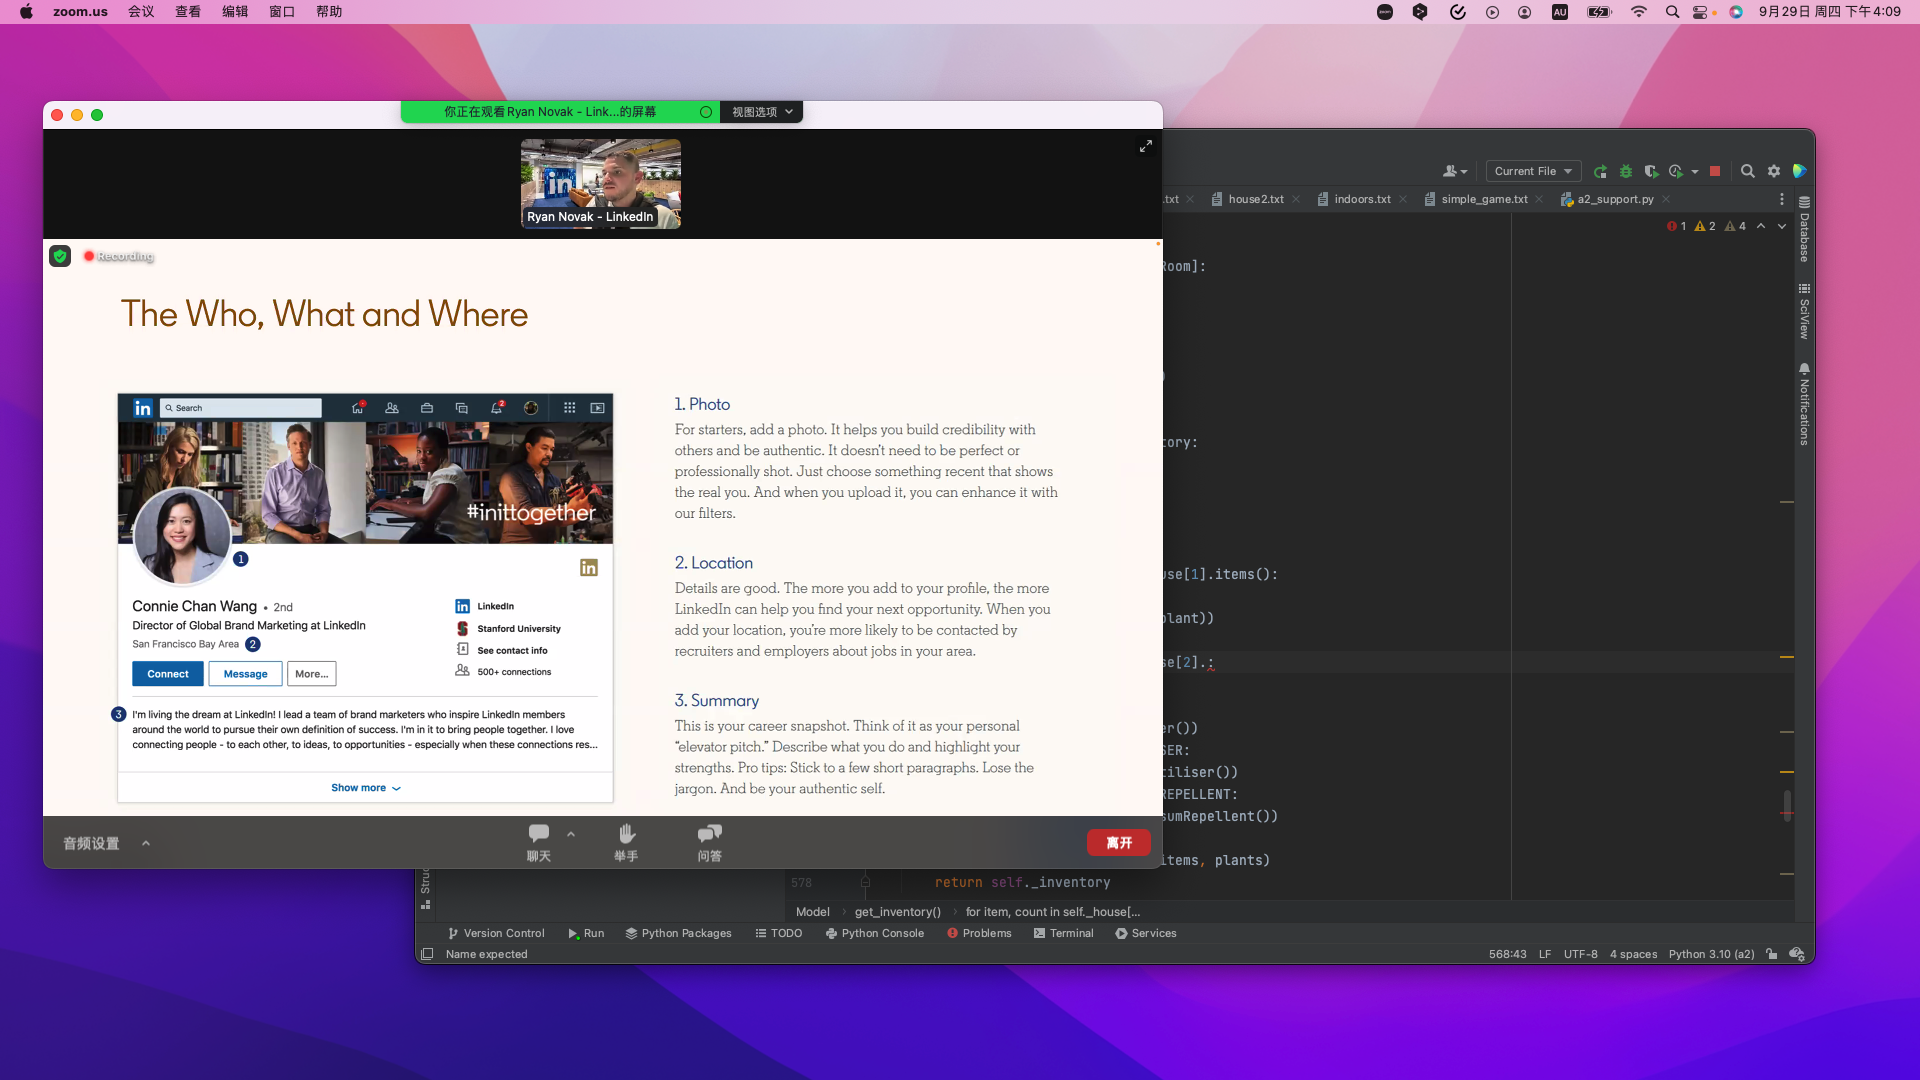 zoom.us 会议 查看 编辑 窗口 帮助
AU 9月29日 周四 下午4:09
你正在观看Ryan Novak - Link...的屏幕 视图选项
Ryan Novak - LinkedIn
Recording
The Who, What and Where
in Search 2
#inittogether
1
in
Connie Chan Wang • 2nd
Director of Global Brand Marketing at LinkedIn
San Francisco Bay Area 2
Connect Message More...
in LinkedIn
Stanford University
See contact info
500+ connections
3 I'm living the dream at LinkedIn! I lead a team of brand marketers who inspire LinkedIn members
around the world to pursue their own definition of success. I'm in it to bring people together. I love
connecting people - to each other, to ideas, to opportunities - especially when these connections res...
Show more
1. Photo
For starters, add a photo. It helps you build credibility with
others and be authentic. It doesn't need to be perfect or
professionally shot. Just choose something recent that shows
the real you. And when you upload it, you can enhance it with
our filters.
2. Location
Details are good. The more you add to your profile, the more
LinkedIn can help you find your next opportunity. When you
add your location, you're more likely to be contacted by
recruiters and employers about jobs in your area.
3. Summary
This is your career snapshot. Think of it as your personal
“elevator pitch.” Describe what you do and highlight your
strengths. Pro tips: Stick to a few short paragraphs. Lose the
jargon. And be your authentic self.
音频设置 聊天 举手 问答 离开
Current File
.txt house2.txt indoors.txt simple_game.txt a2_support.py
1 2 4
Database
SciView
Notifications
Room]:
)
tory:
use[1].items():
plant))
se[2].:
er())
SER:
tiliser())
REPELLENT:
sumRepellent())
items, plants)
578 return self._inventory
Struc
Model get_inventory() for item, count in self._house[...
Version Control Run Python Packages TODO Python Console Problems Terminal Services
Name expected 568:43 LF UTF-8 4 spaces Python 3.10 (a2)